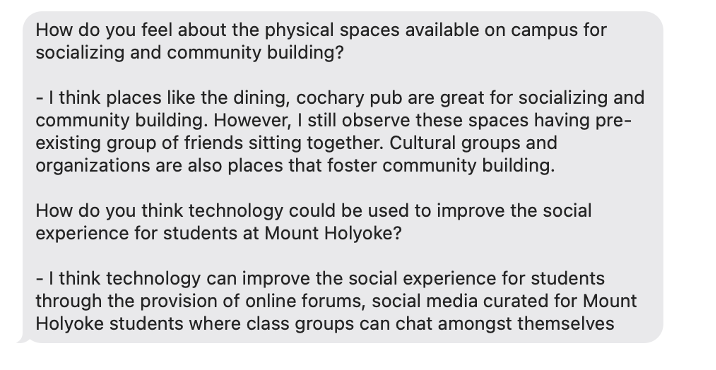 How do you feel about the physical spaces available on campus for
socializing and community building?
- I think places like the dining, cochary pub are great for socializing and
community building. However, I still observe these spaces having pre-
existing group of friends sitting together. Cultural groups and
organizations are also places that foster community building.
How do you think technology could be used to improve the social
experience for students at Mount Holyoke?
- I think technology can improve the social experience for students
through the provision of online forums, social media curated for Mount
Holyoke students where class groups can chat amongst themselves